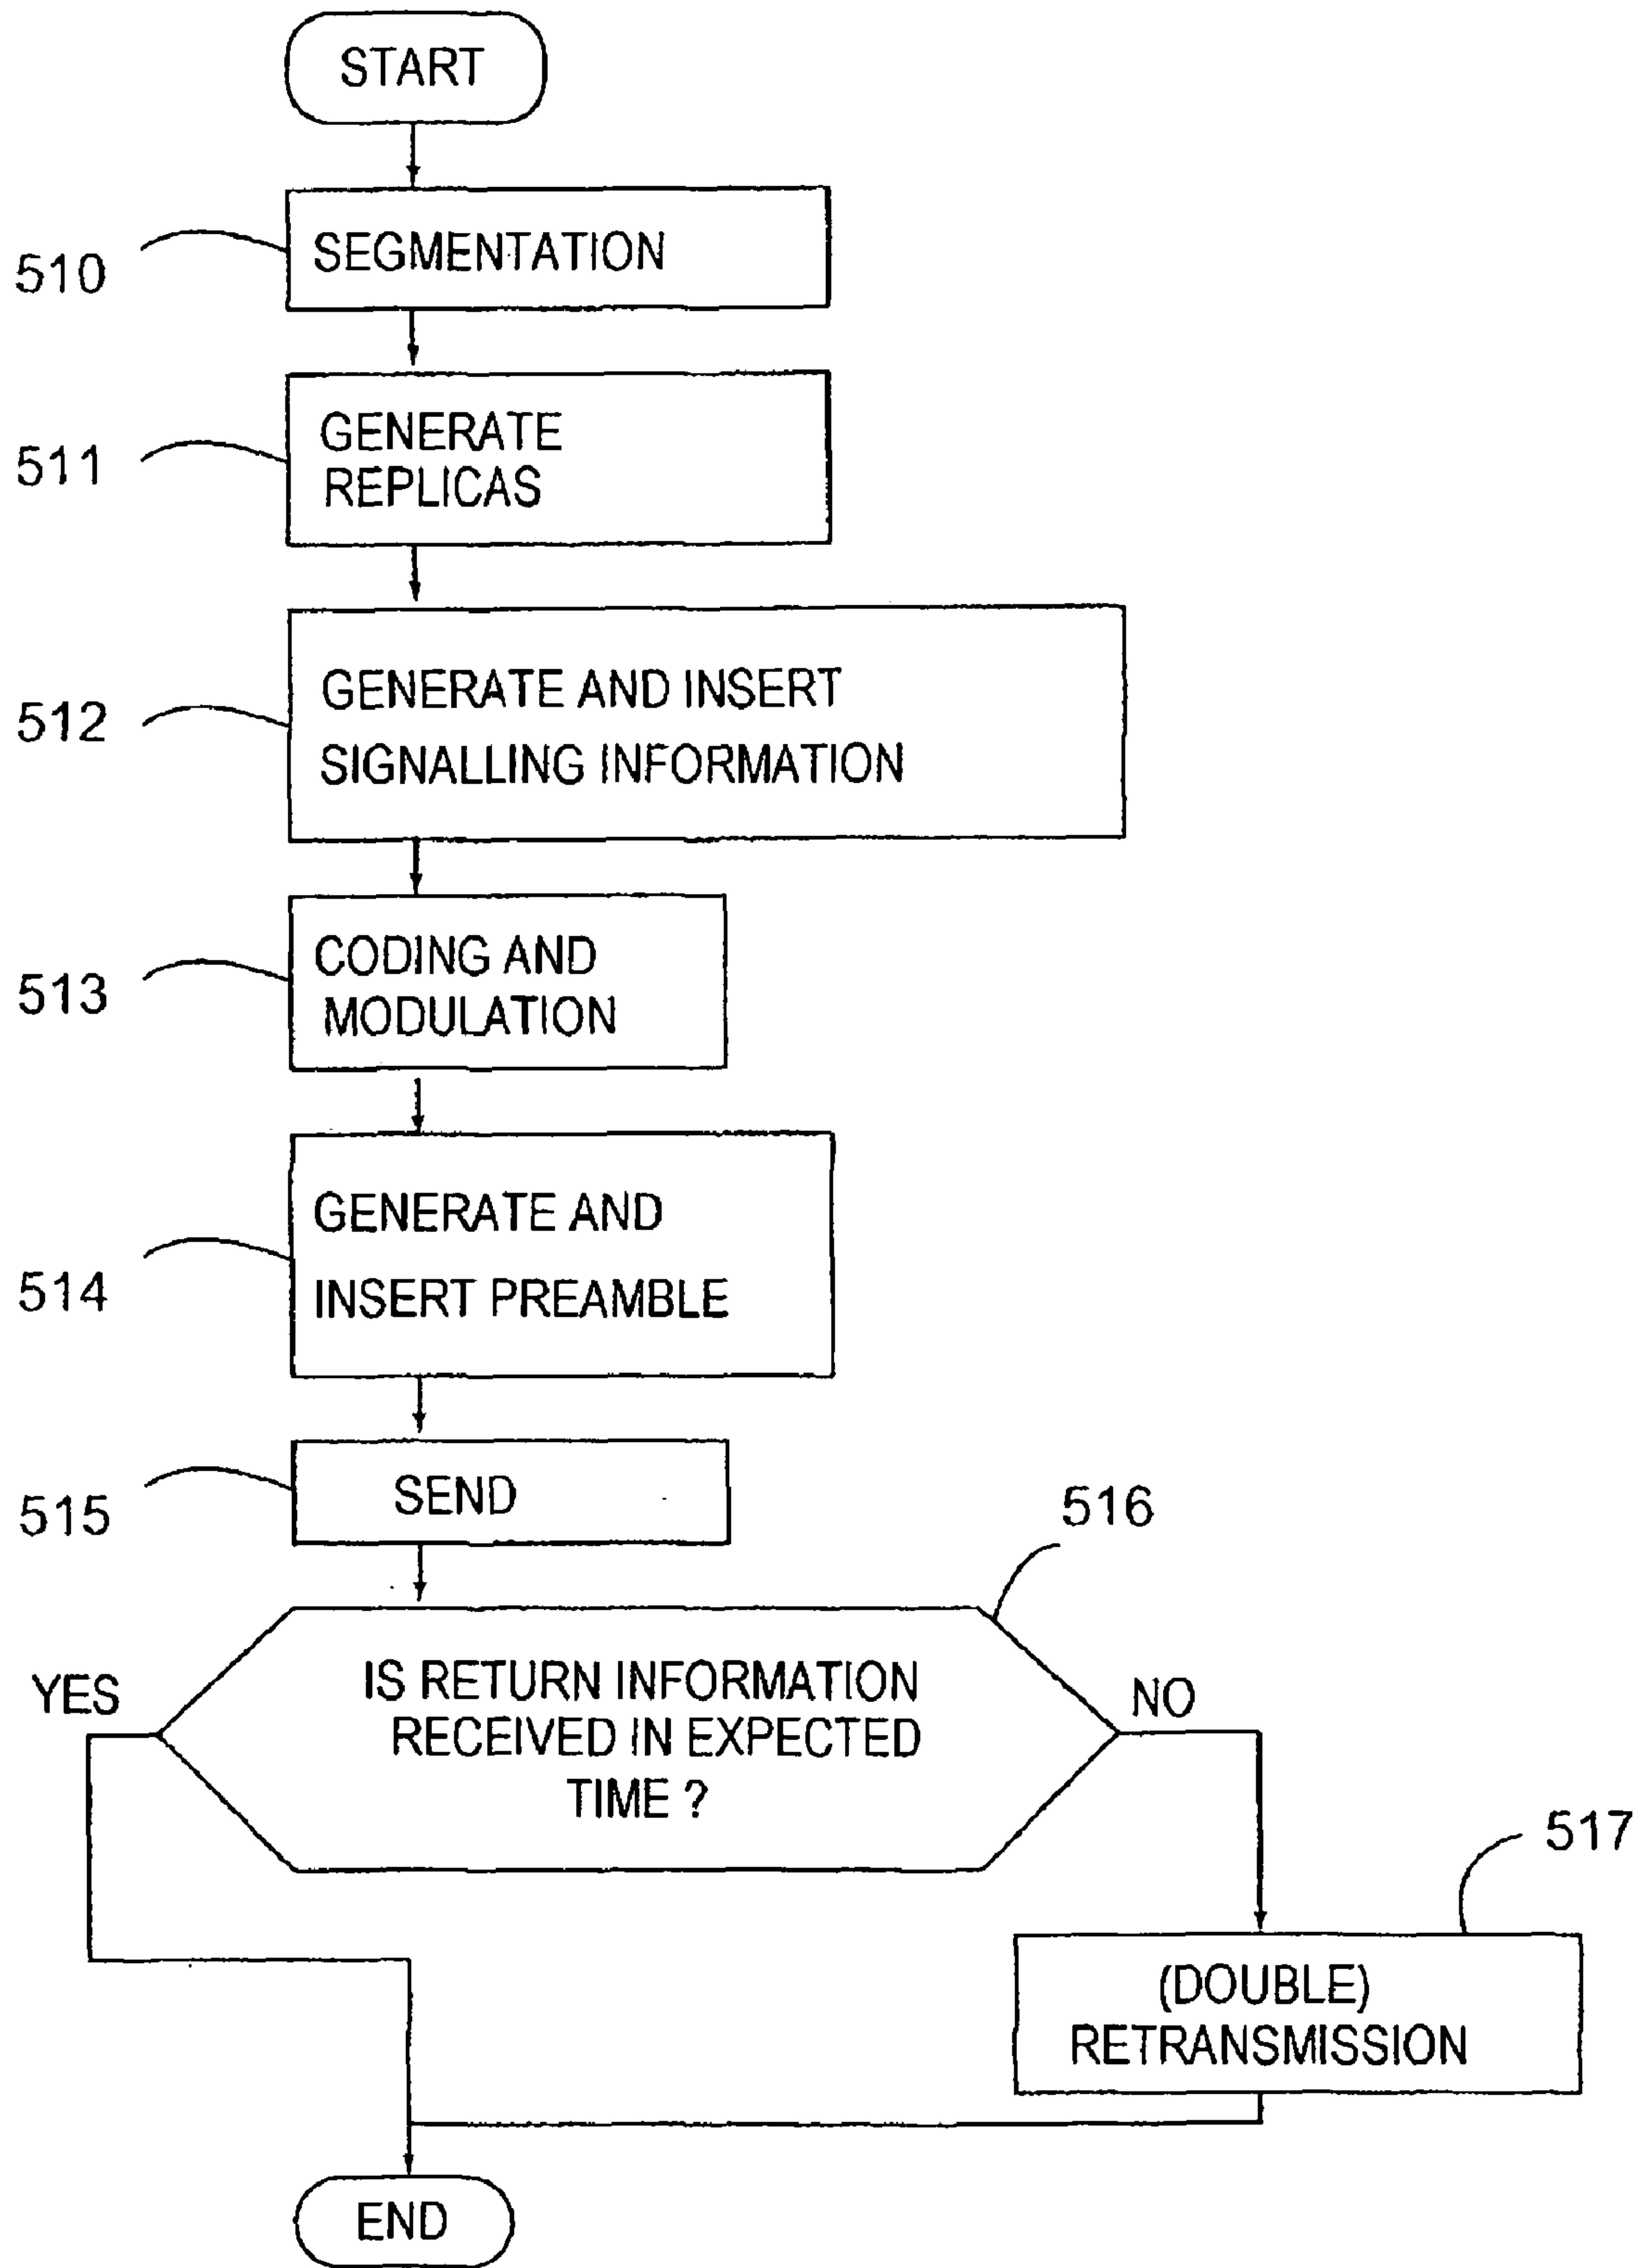 START
510
SEGMENTATION
511
GENERATE
REPLICAS
512
GENERATE AND INSERT
SIGNALLING INFORMATION
513
CODING AND
MODULATION
514
GENERATE AND
INSERT PREAMBLE
515
SEND
516
YES
IS RETURN INFORMATION
RECEIVED IN EXPECTED
TIME ?
NO
517
(DOUBLE)
RETRANSMISSION
END